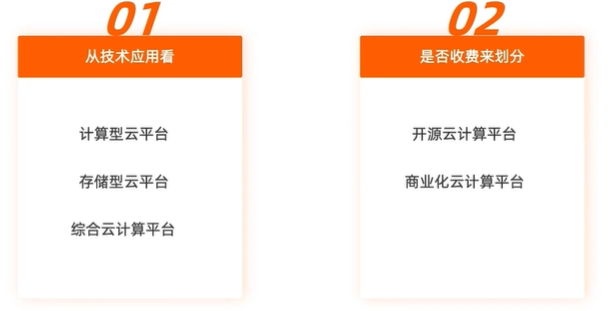 01
从技术应用看
计算型云平台
存储型云平台
综合云计算平台
02
是否收费来划分
开源云计算平台
商业化云计算平台